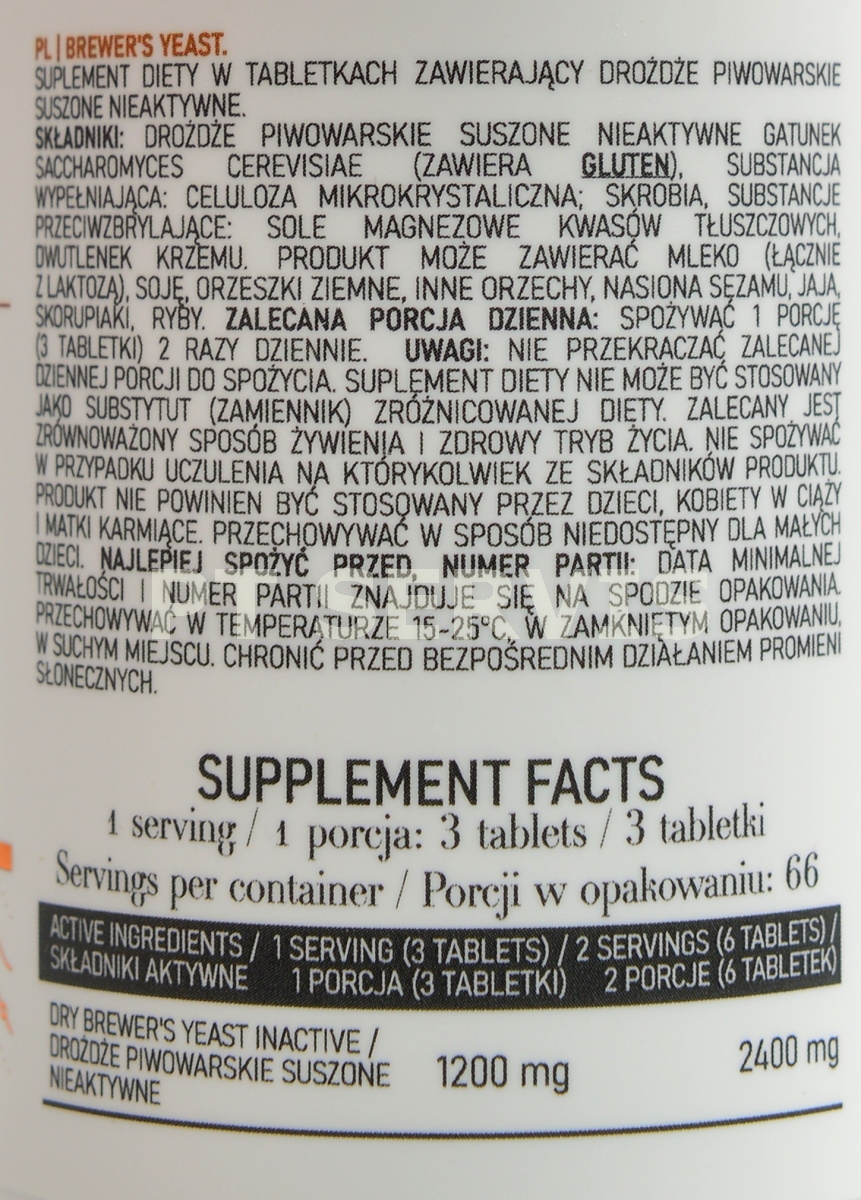 PL | BREWER'S YEAST.
SUPLEMENT DIETY W TABLETKACH ZAWIERAJĄCY DROŻDŻE PIWOWARSKIE
SUSZONE NIEAKTYWNE.
SKŁADNIKI: DROŻDŻE PIWOWARSKIE SUSZONE NIEAKTYWNE GATUNEK
SACCHAROMYCES CEREVISIAE (ZAWIERA GLUTEN), SUBSTANCJA
WYPEŁNIAJĄCA: CELULOZA MIKROKRYSTALICZNA; SKROBIA, SUBSTANCJE
PRZECIWZBRYLAJĄCE: SOLE MAGNEZOWE KWASÓW TŁUSZCZOWYCH,
DWUTLENEK KRZEMU. PRODUKT MOŻE ZAWIERAĆ MLEKO (ŁĄCZNIE
Z LAKTOZĄ), SOJĘ, ORZESZKI ZIEMNE, INNE ORZECHY, NASIONA SEZAMU, JAJA,
SKORUPIAKI, RYBY. ZALECANA PORCJA DZIENNA: SPOŻYWAĆ 1 PORCJĘ
(3 TABLETKI) 2 RAZY DZIENNIE. UWAGI: NIE PRZEKRACZAĆ ZALECANEJ
DZIENNEJ PORCJI DO SPOŻYCIA. SUPLEMENT DIETY NIE MOŻE BYĆ STOSOWANY
JAKO SUBSTYTUT (ZAMIENNIK) ZRÓŻNICOWANEJ DIETY. ZALECANY JEST
ZRÓWNOWAŻONY SPOSÓB ŻYWIENIA I ZDROWY TRYB ŻYCIA. NIE SPOŻYWAĆ
W PRZYPADKU UCZULENIA NA KTÓRYKOLWIEK ZE SKŁADNIKÓW PRODUKTU.
PRODUKT NIE POWINIEN BYĆ STOSOWANY PRZEZ DZIECI, KOBIETY W CIĄŻY
I MATKI KARMIĄCE. PRZECHOWYWAĆ W SPOSÓB NIEDOSTĘPNY DLA MAŁYCH
DZIECI. NAJLEPIEJ SPOŻYĆ PRZED, NUMER PARTII: DATA MINIMALNEJ
TRWAŁOŚCI I NUMER PARTII ZNAJDUJE SIĘ NA SPODZIE OPAKOWANIA.
PRZECHOWYWAĆ W TEMPERATURZE 15-25°C, W ZAMKNIĘTYM OPAKOWANIU,
W SUCHYM MIEJSCU. CHRONIĆ PRZED BEZPOŚREDNIM DZIAŁANIEM PROMIENI
SŁONECZNYCH.
SUPPLEMENT FACTS
1 serving / 1 porcja: 3 tablets / 3 tabletki
Servings per container / Porcji w opakowaniu: 66
ACTIVE INGREDIENTS / 1 SERVING (3 TABLETS) / 2 SERVINGS (6 TABLETS) /
SKŁADNIKI AKTYWNE 1 PORCJA (3 TABLETKI) 2 PORCJE (6 TABLETEK)
DRY BREWER'S YEAST INACTIVE /
DROŻDŻE PIWOWARSKIE SUSZONE 1200 mg 2400 mg
NIEAKTYWNE